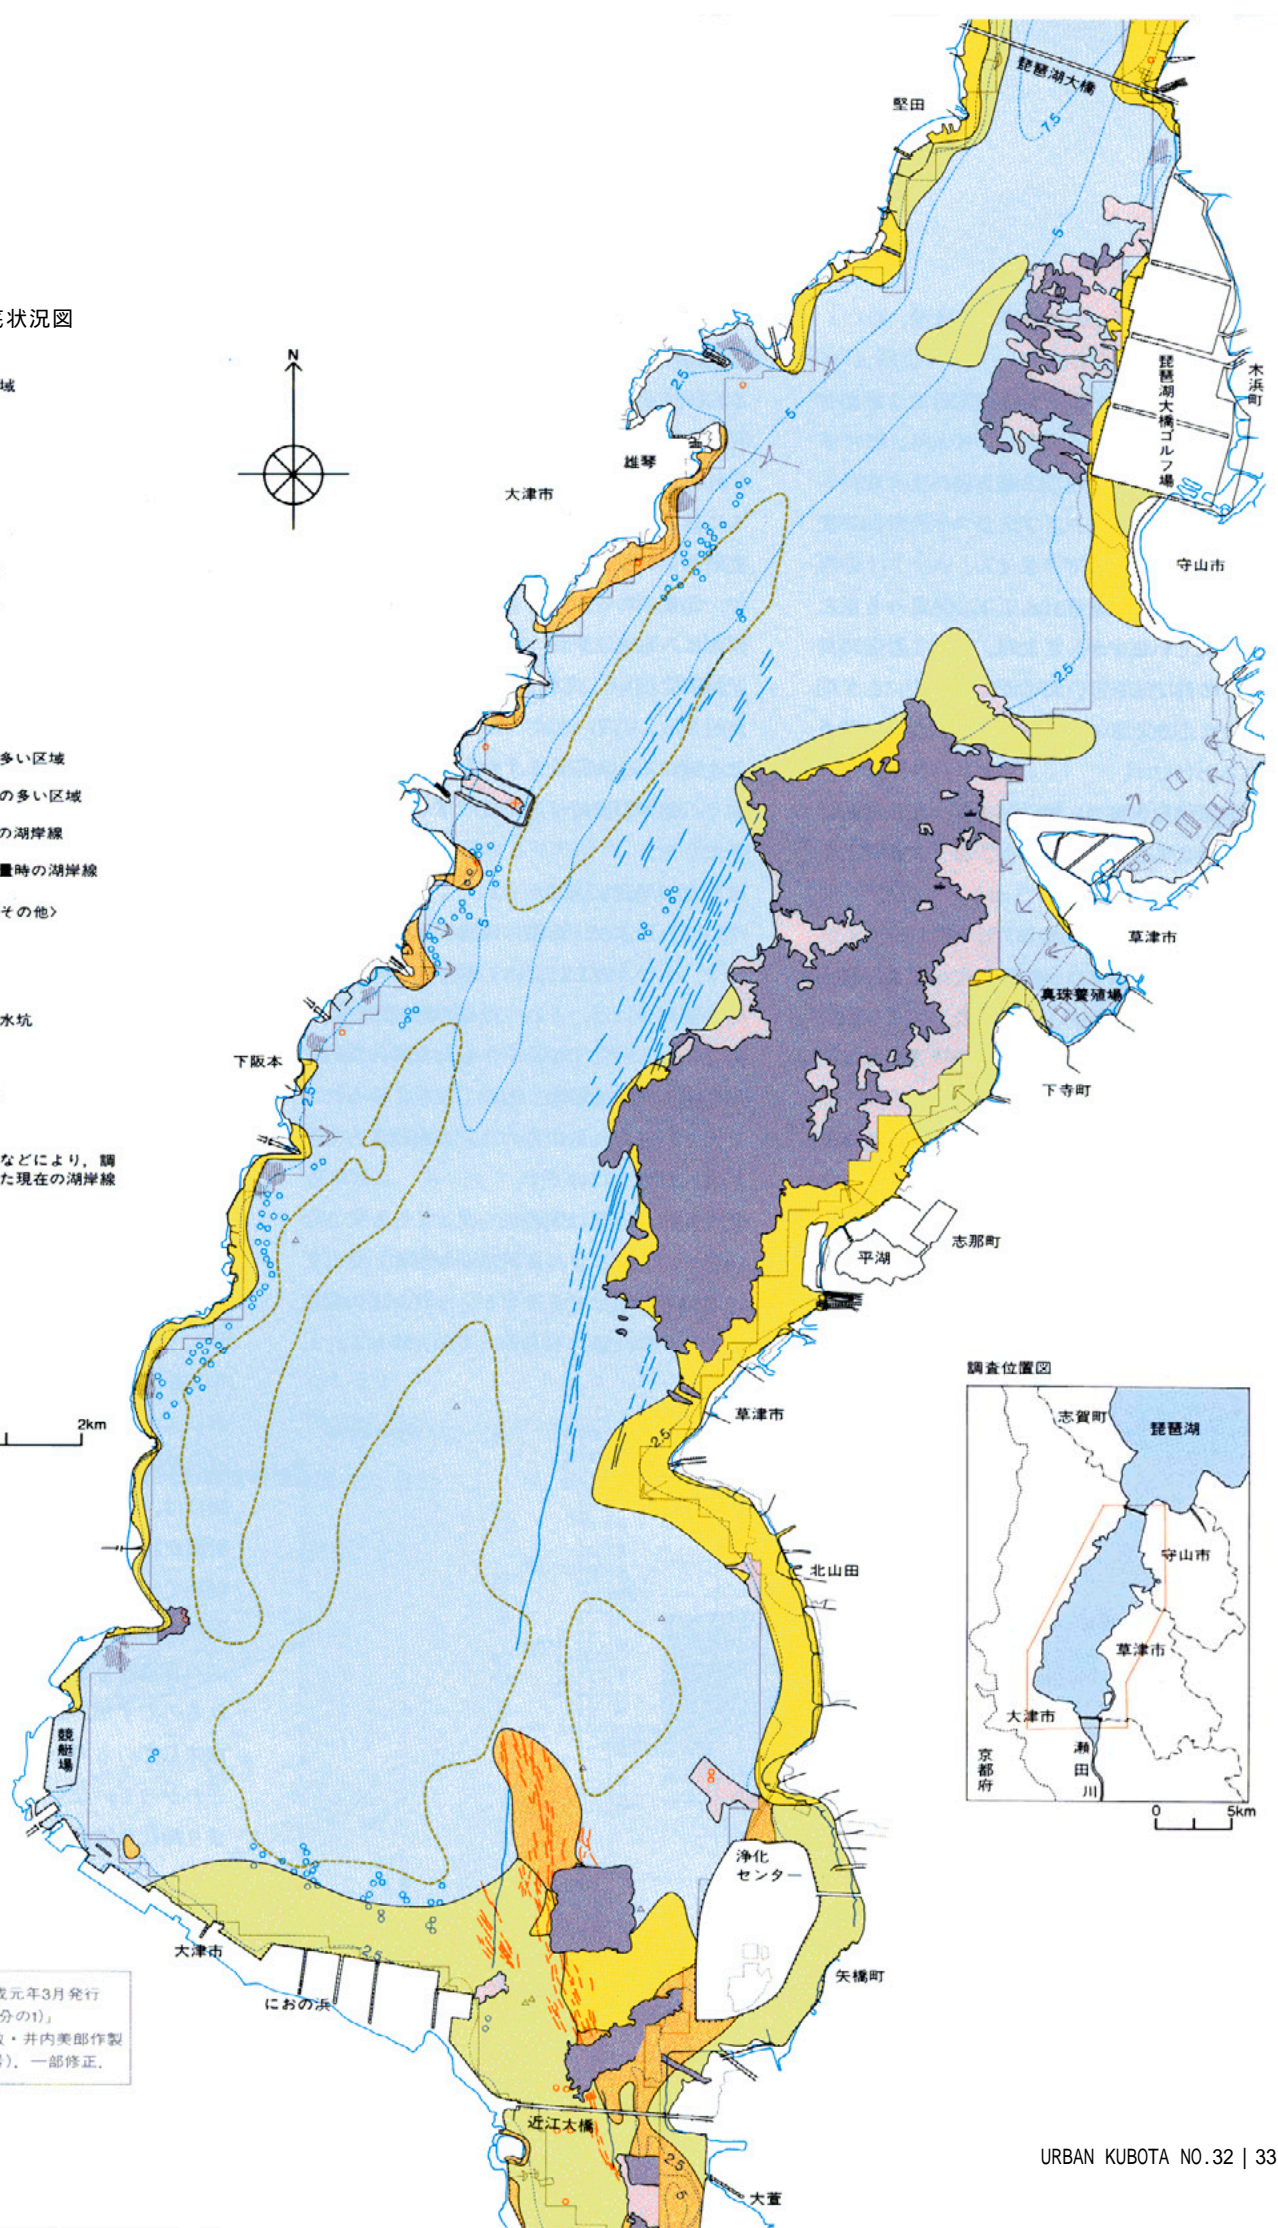 琵琶湖大橋
堅田
7.5
5
状況図
域
N
2.5
5
木浜町
琵琶湖大橋ゴルフ場
雄琴
大津市
守山市
2.5
多い区域
の多い区域
の湖岸線
量時の湖岸線
その他〉
5
草津市
真珠養殖場
水坑
下阪本
下寺町
2.5
などにより，調
た現在の湖岸線
志那町
平湖
調査位置図
志賀町
琵琶湖
2km
草津市
2.5
守山市
北山田
草津市
大津市
瀬田川
京都府
競艇場
0 5km
浄化
センター
大津市
2.5
矢橋町
におの浜
元年3月発行
分の1)」
・井内美郎作製
)．一部修正．
近江大橋
2.5
5
大萱
URBAN KUBOTA NO.32 | 33